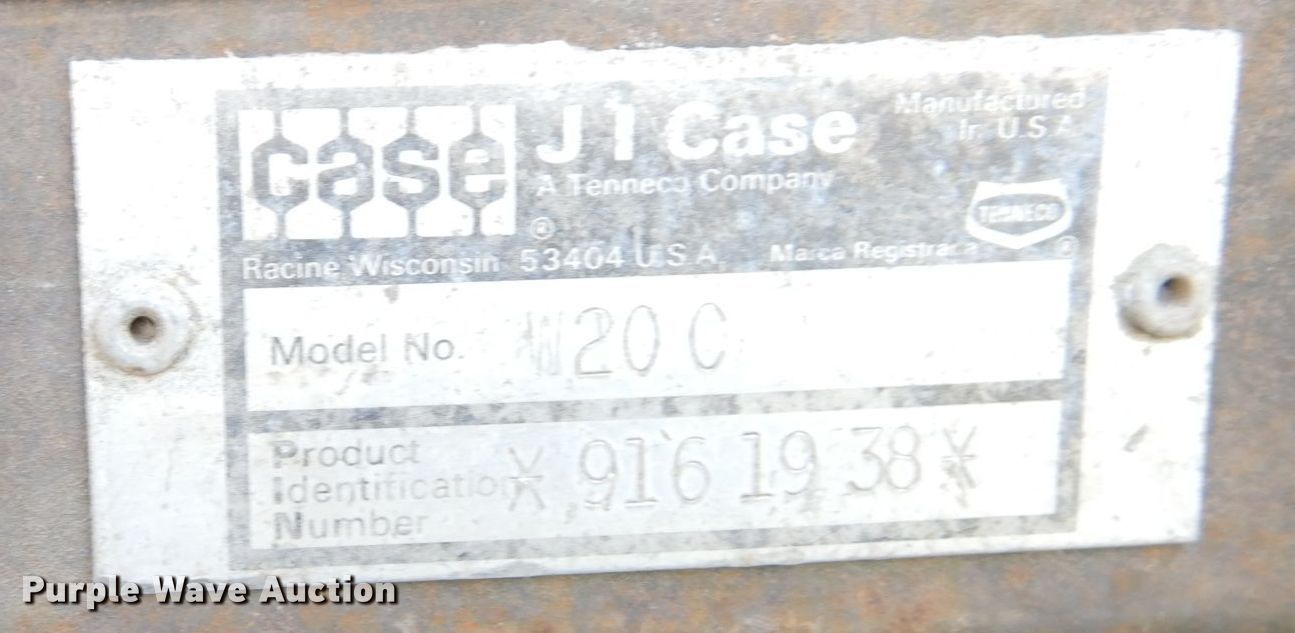 case
J I Case
Manufactured
in U.S.A.
A Tenneco Company
TENNECO
®
®
Racine Wisconsin 53404 U.S.A.
Marca Registrada
Model No. W20 C
Product
Identification
Number
* 916 19 38 *
Purple Wave Auction